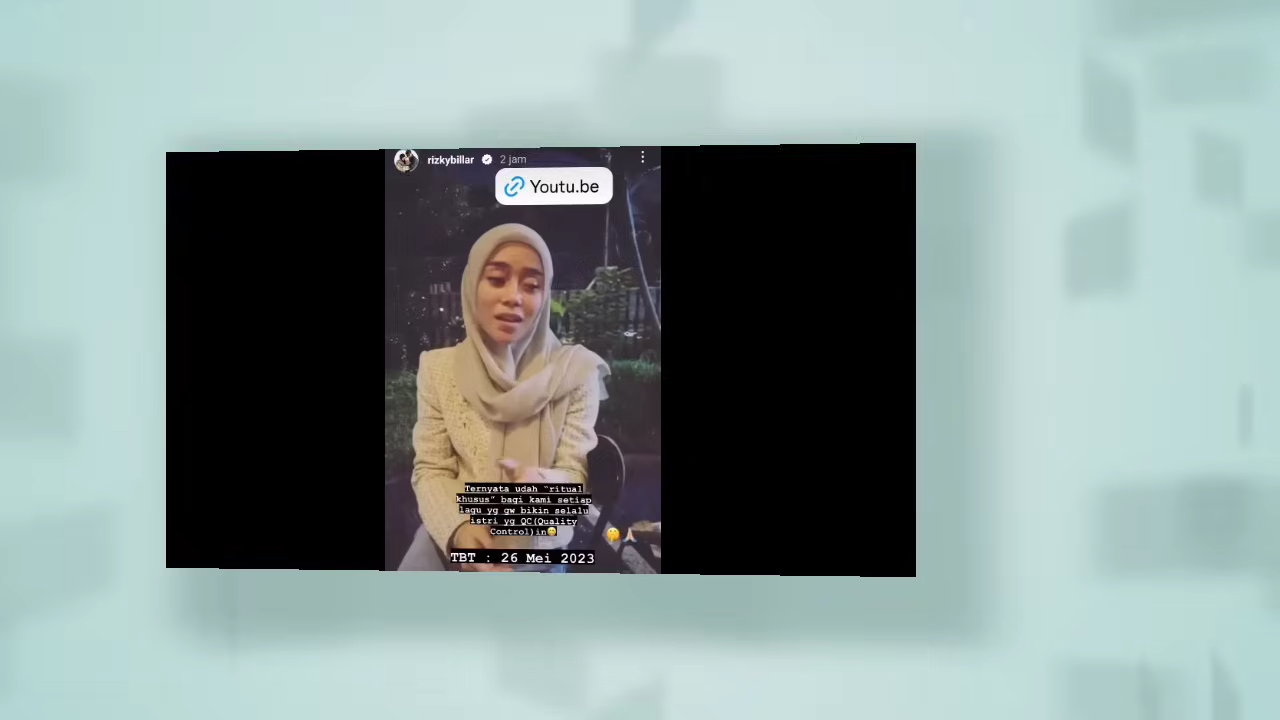 rizkybillar 2 jam
Youtu.be
Ternyata udah "ritual
khusus" bagi kami setiap
lagu yg gw bikin selalu
istri yg QC(Quality
Control)in😄
🤔🙏🏻
TBT : 26 Mei 2023